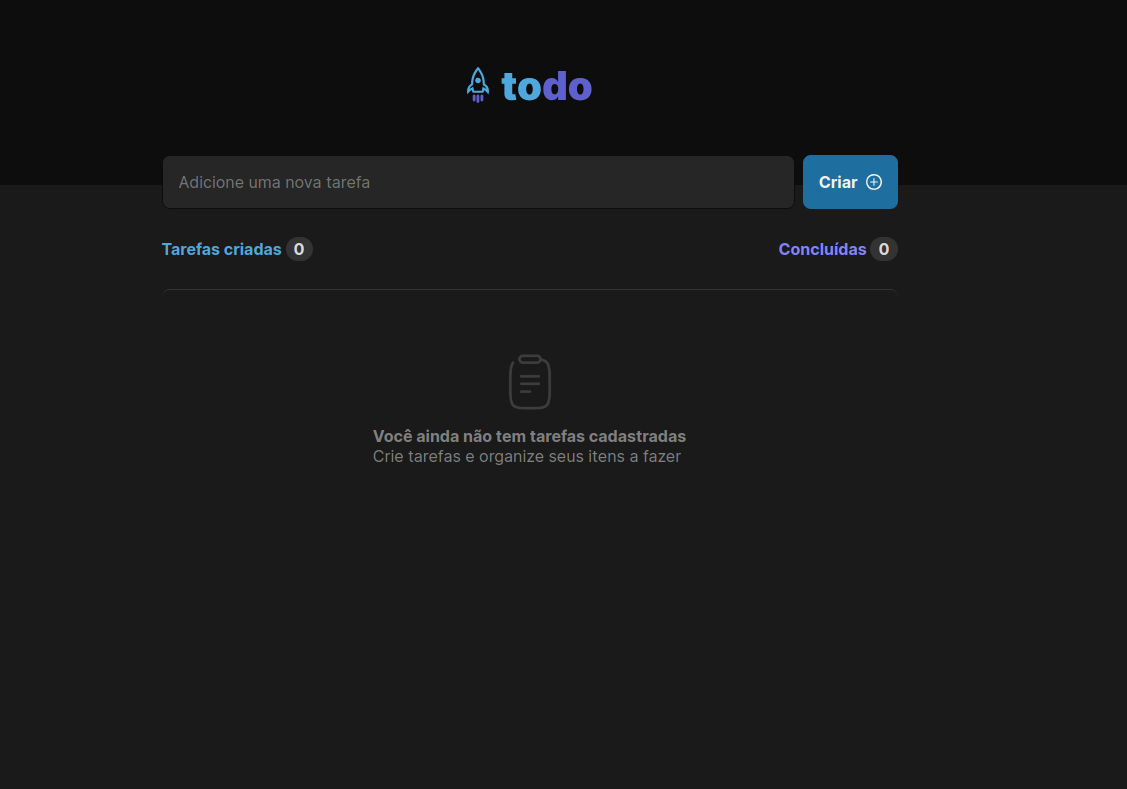 todo
Adicione uma nova tarefa
Criar
Tarefas criadas 0
Concluídas 0
Você ainda não tem tarefas cadastradas
Crie tarefas e organize seus itens a fazer